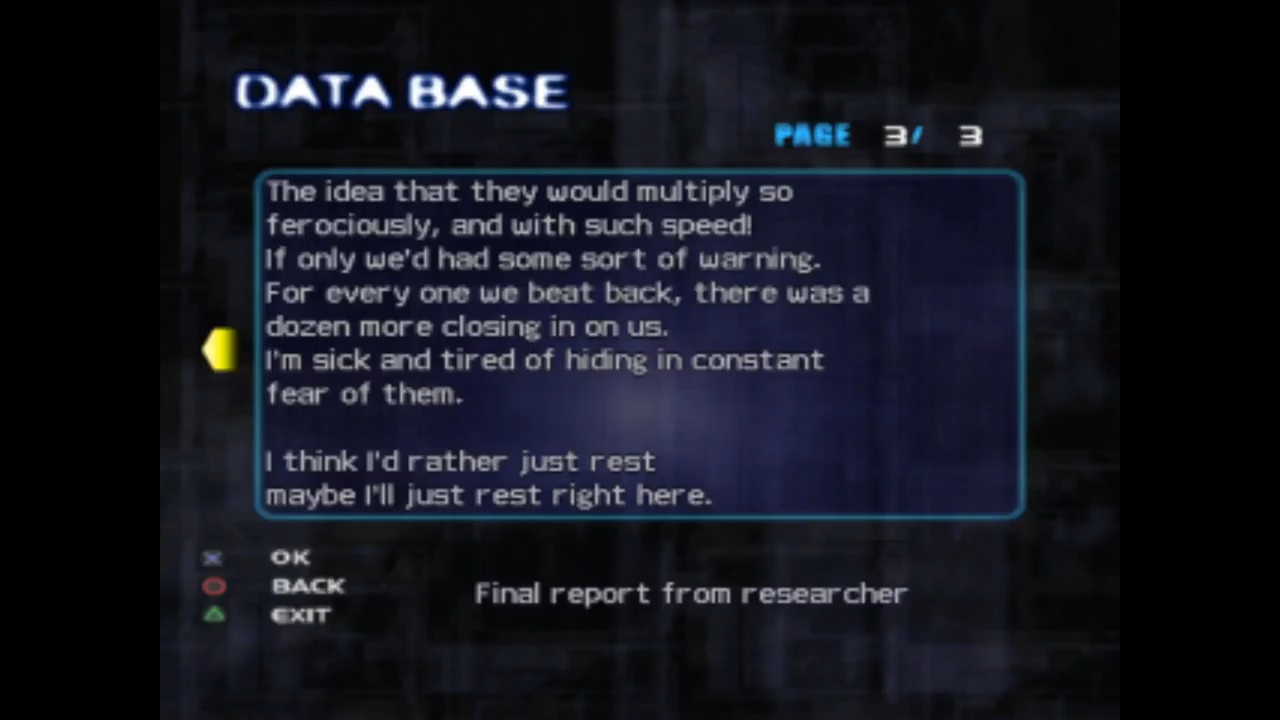 DATA BASE
PAGE 3/ 3
The idea that they would multiply so
ferociously, and with such speed!
If only we'd had some sort of warning.
For every one we beat back, there was a
dozen more closing in on us.
I'm sick and tired of hiding in constant
fear of them.
I think I'd rather just rest
maybe I'll just rest right here.
OK
BACK
EXIT
Final report from researcher